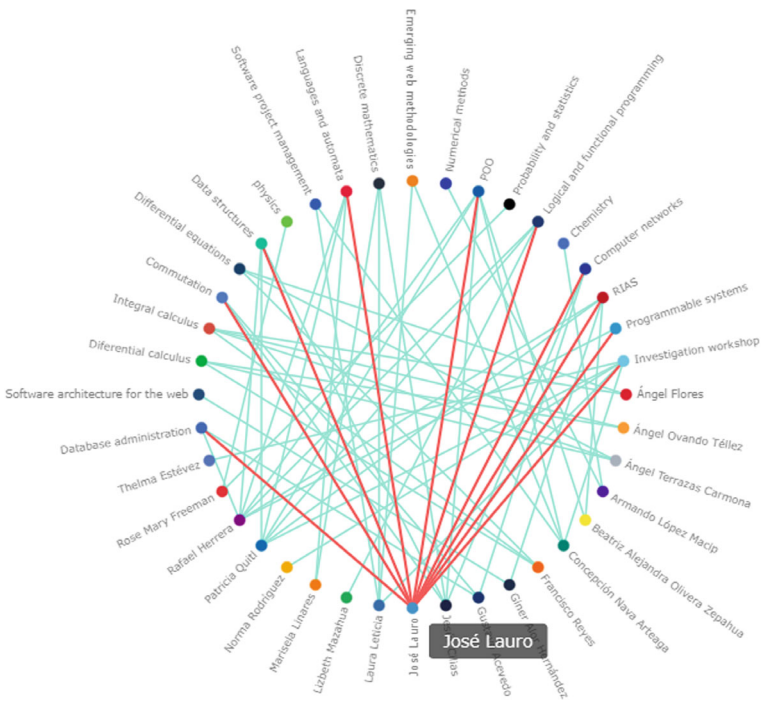 Emerging web methodologies
Numerical methods
POO
Probability and statistics
Logical and functional programming
Chemistry
Computer networks
RIAS
Programmable systems
Investigation workshop
Ángel Flores
Ángel Ovando Téllez
Ángel Terrazas Carmona
Armando López Macip
Beatriz Alejandra Olivera Zepahua
Concepción Nava Arteaga
Francisco Reyes
Giner Hernández
Acevedo
José Lauro
José Lauro
Laura Leticia
Lizbeth Mazahua
Marisela Linares
Norma Rodríguez
Patricia Quitl
Rafael Herrera
Rose Mary Freeman
Thelma Estévez
Database administration
Software architecture for the web
Diferential calculus
Integral calculus
Commutation
Differential equations
Data structures
physics
Software project management
Languages and automata
Discrete mathematics